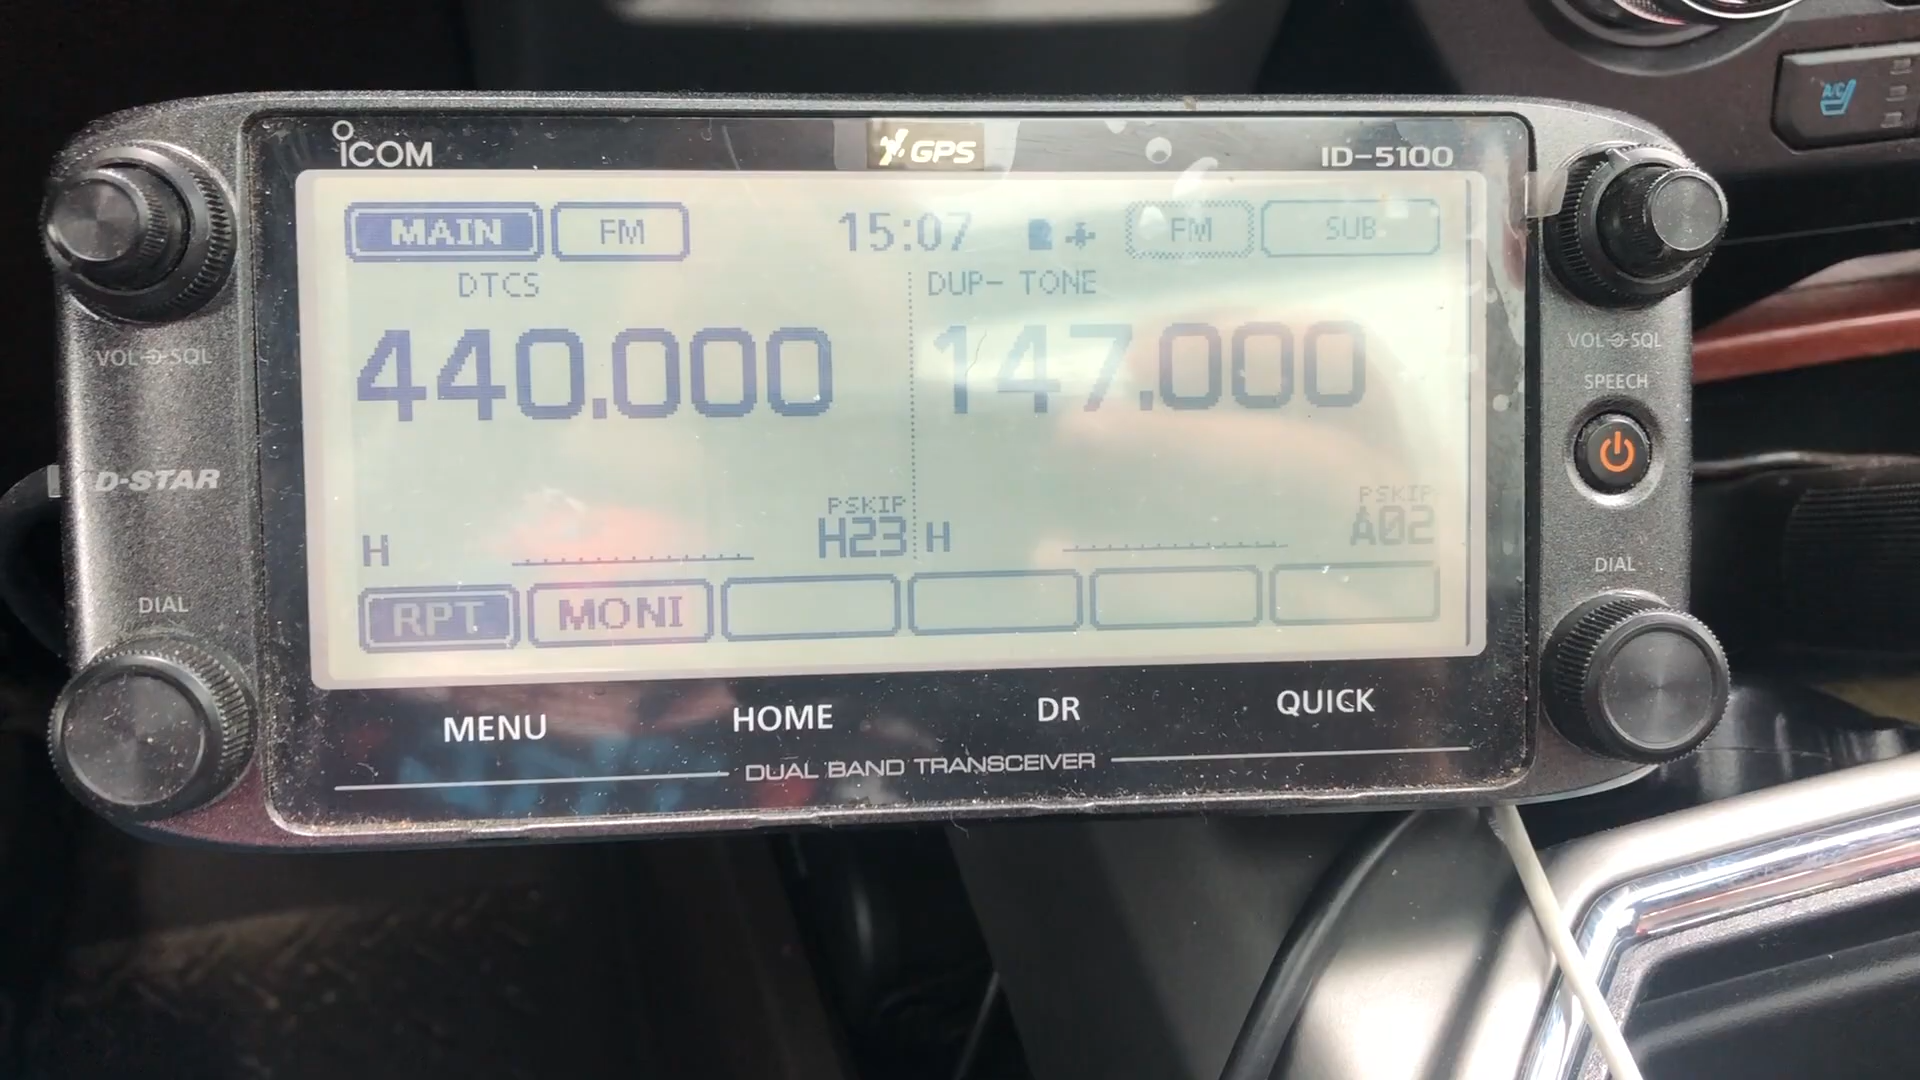 ICOM
GPS
ID-5100
MAIN FM 15:07 FM SUB
DTCS
DUP- TONE
440.000
147.000
VOL SQL
VOL SQL
SPEECH
D-STAR
PSKIP
H H23
PSKIP
H A02
DIAL
DIAL
RPT MONI
MENU HOME DR QUICK
DUAL BAND TRANSCEIVER
A/C